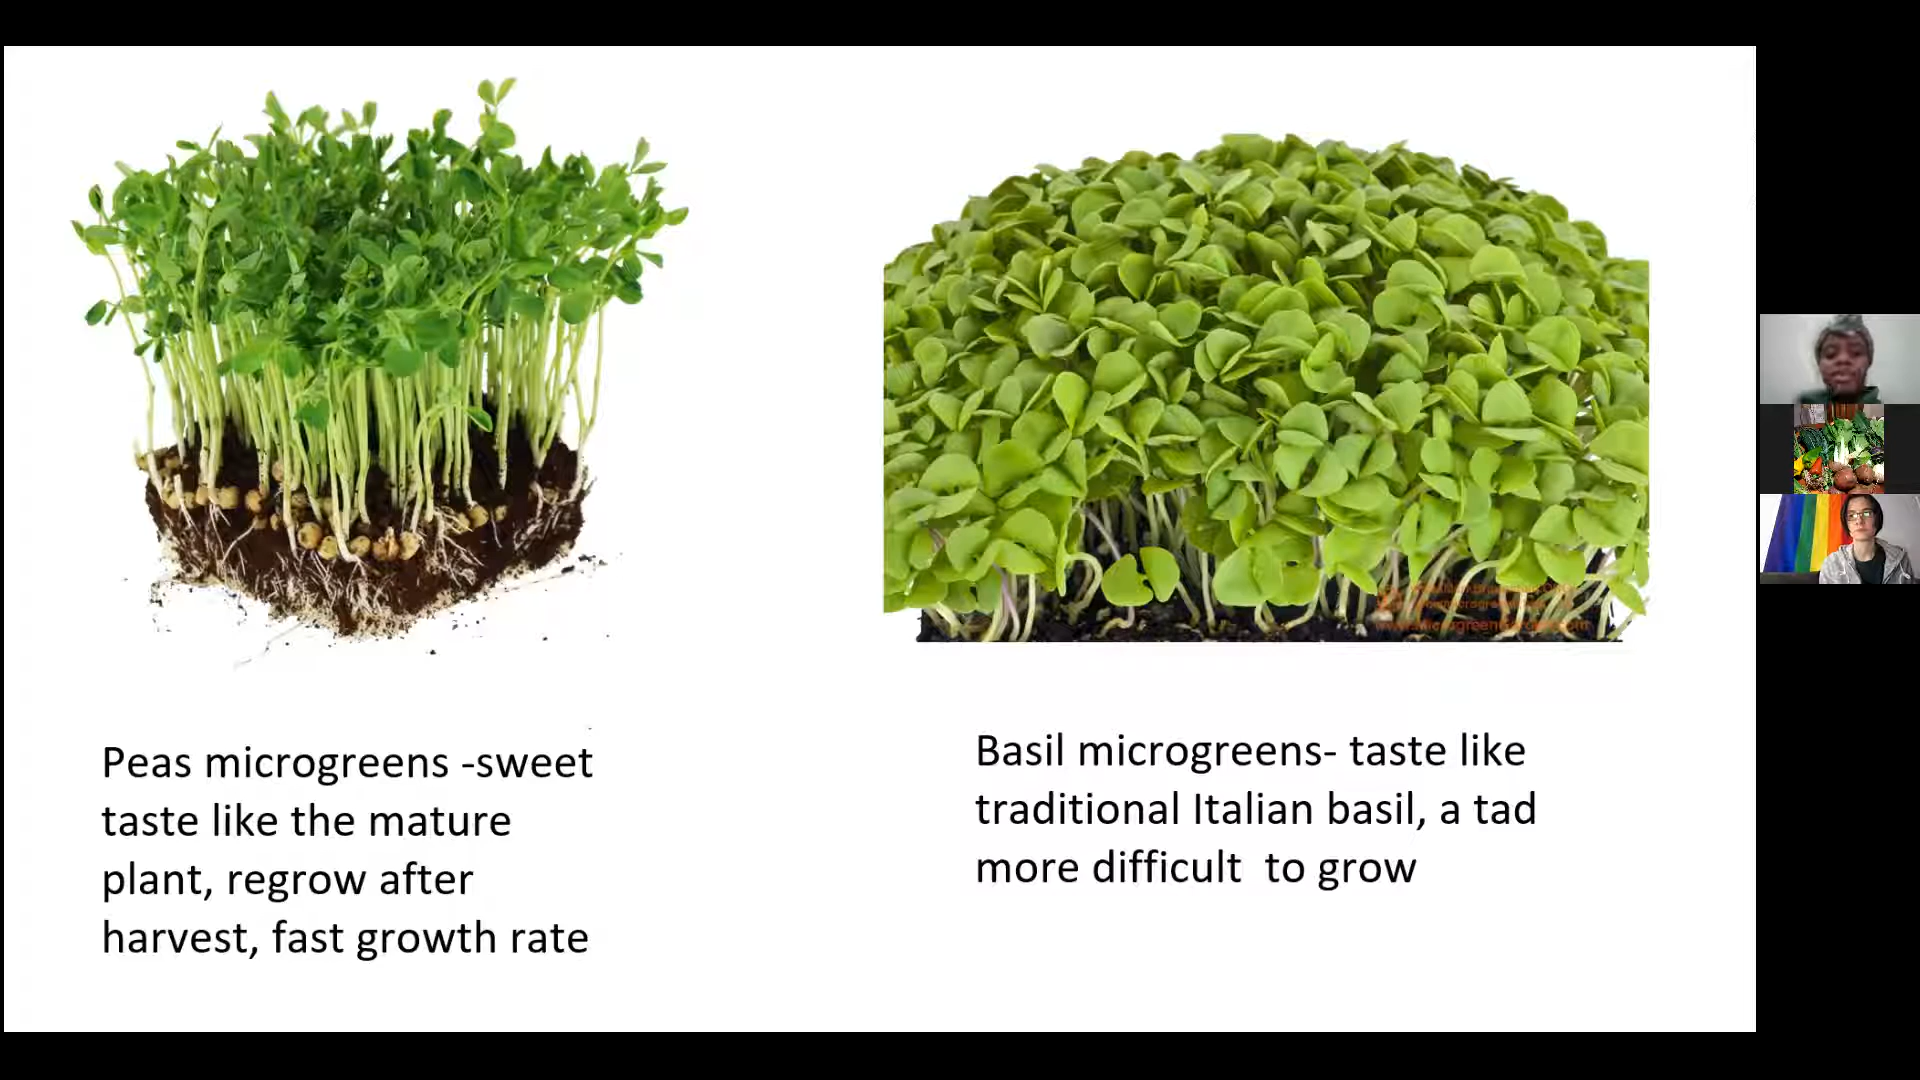 Peas microgreens -sweet
taste like the mature
plant, regrow after
harvest, fast growth rate
Basil microgreens- taste like
traditional Italian basil, a tad
more difficult  to grow